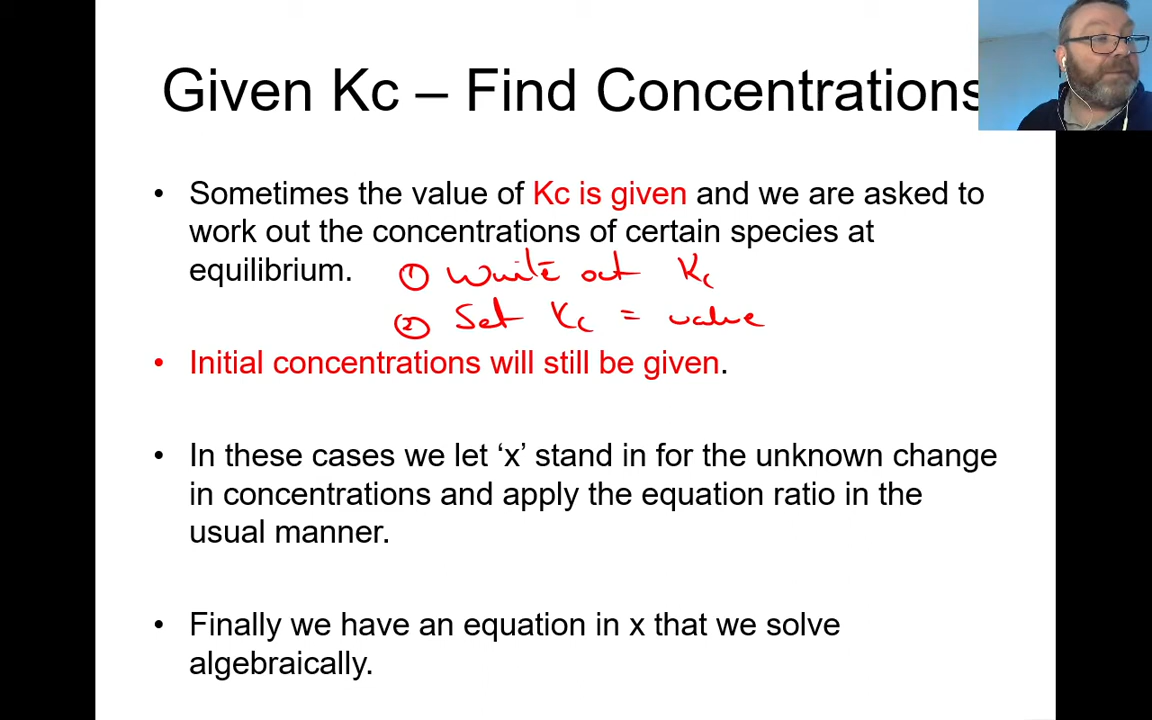 Given Kc – Find Concentrations
• Sometimes the value of Kc is given and we are asked to
work out the concentrations of certain species at
equilibrium.
① Write out Kc
② Set Kc = value
• Initial concentrations will still be given.
• In these cases we let ‘x’ stand in for the unknown change
in concentrations and apply the equation ratio in the
usual manner.
• Finally we have an equation in x that we solve
algebraically.